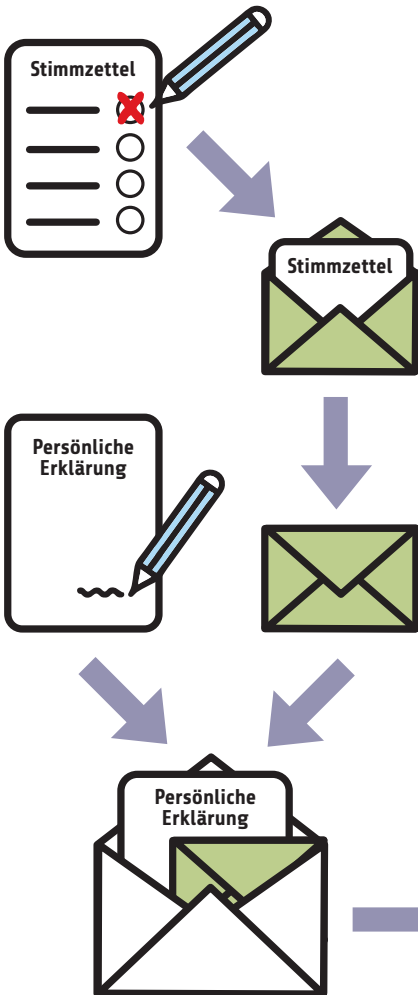 Stimmzettel
Stimmzettel
Persönliche
Erklärung
Persönliche
Erklärung